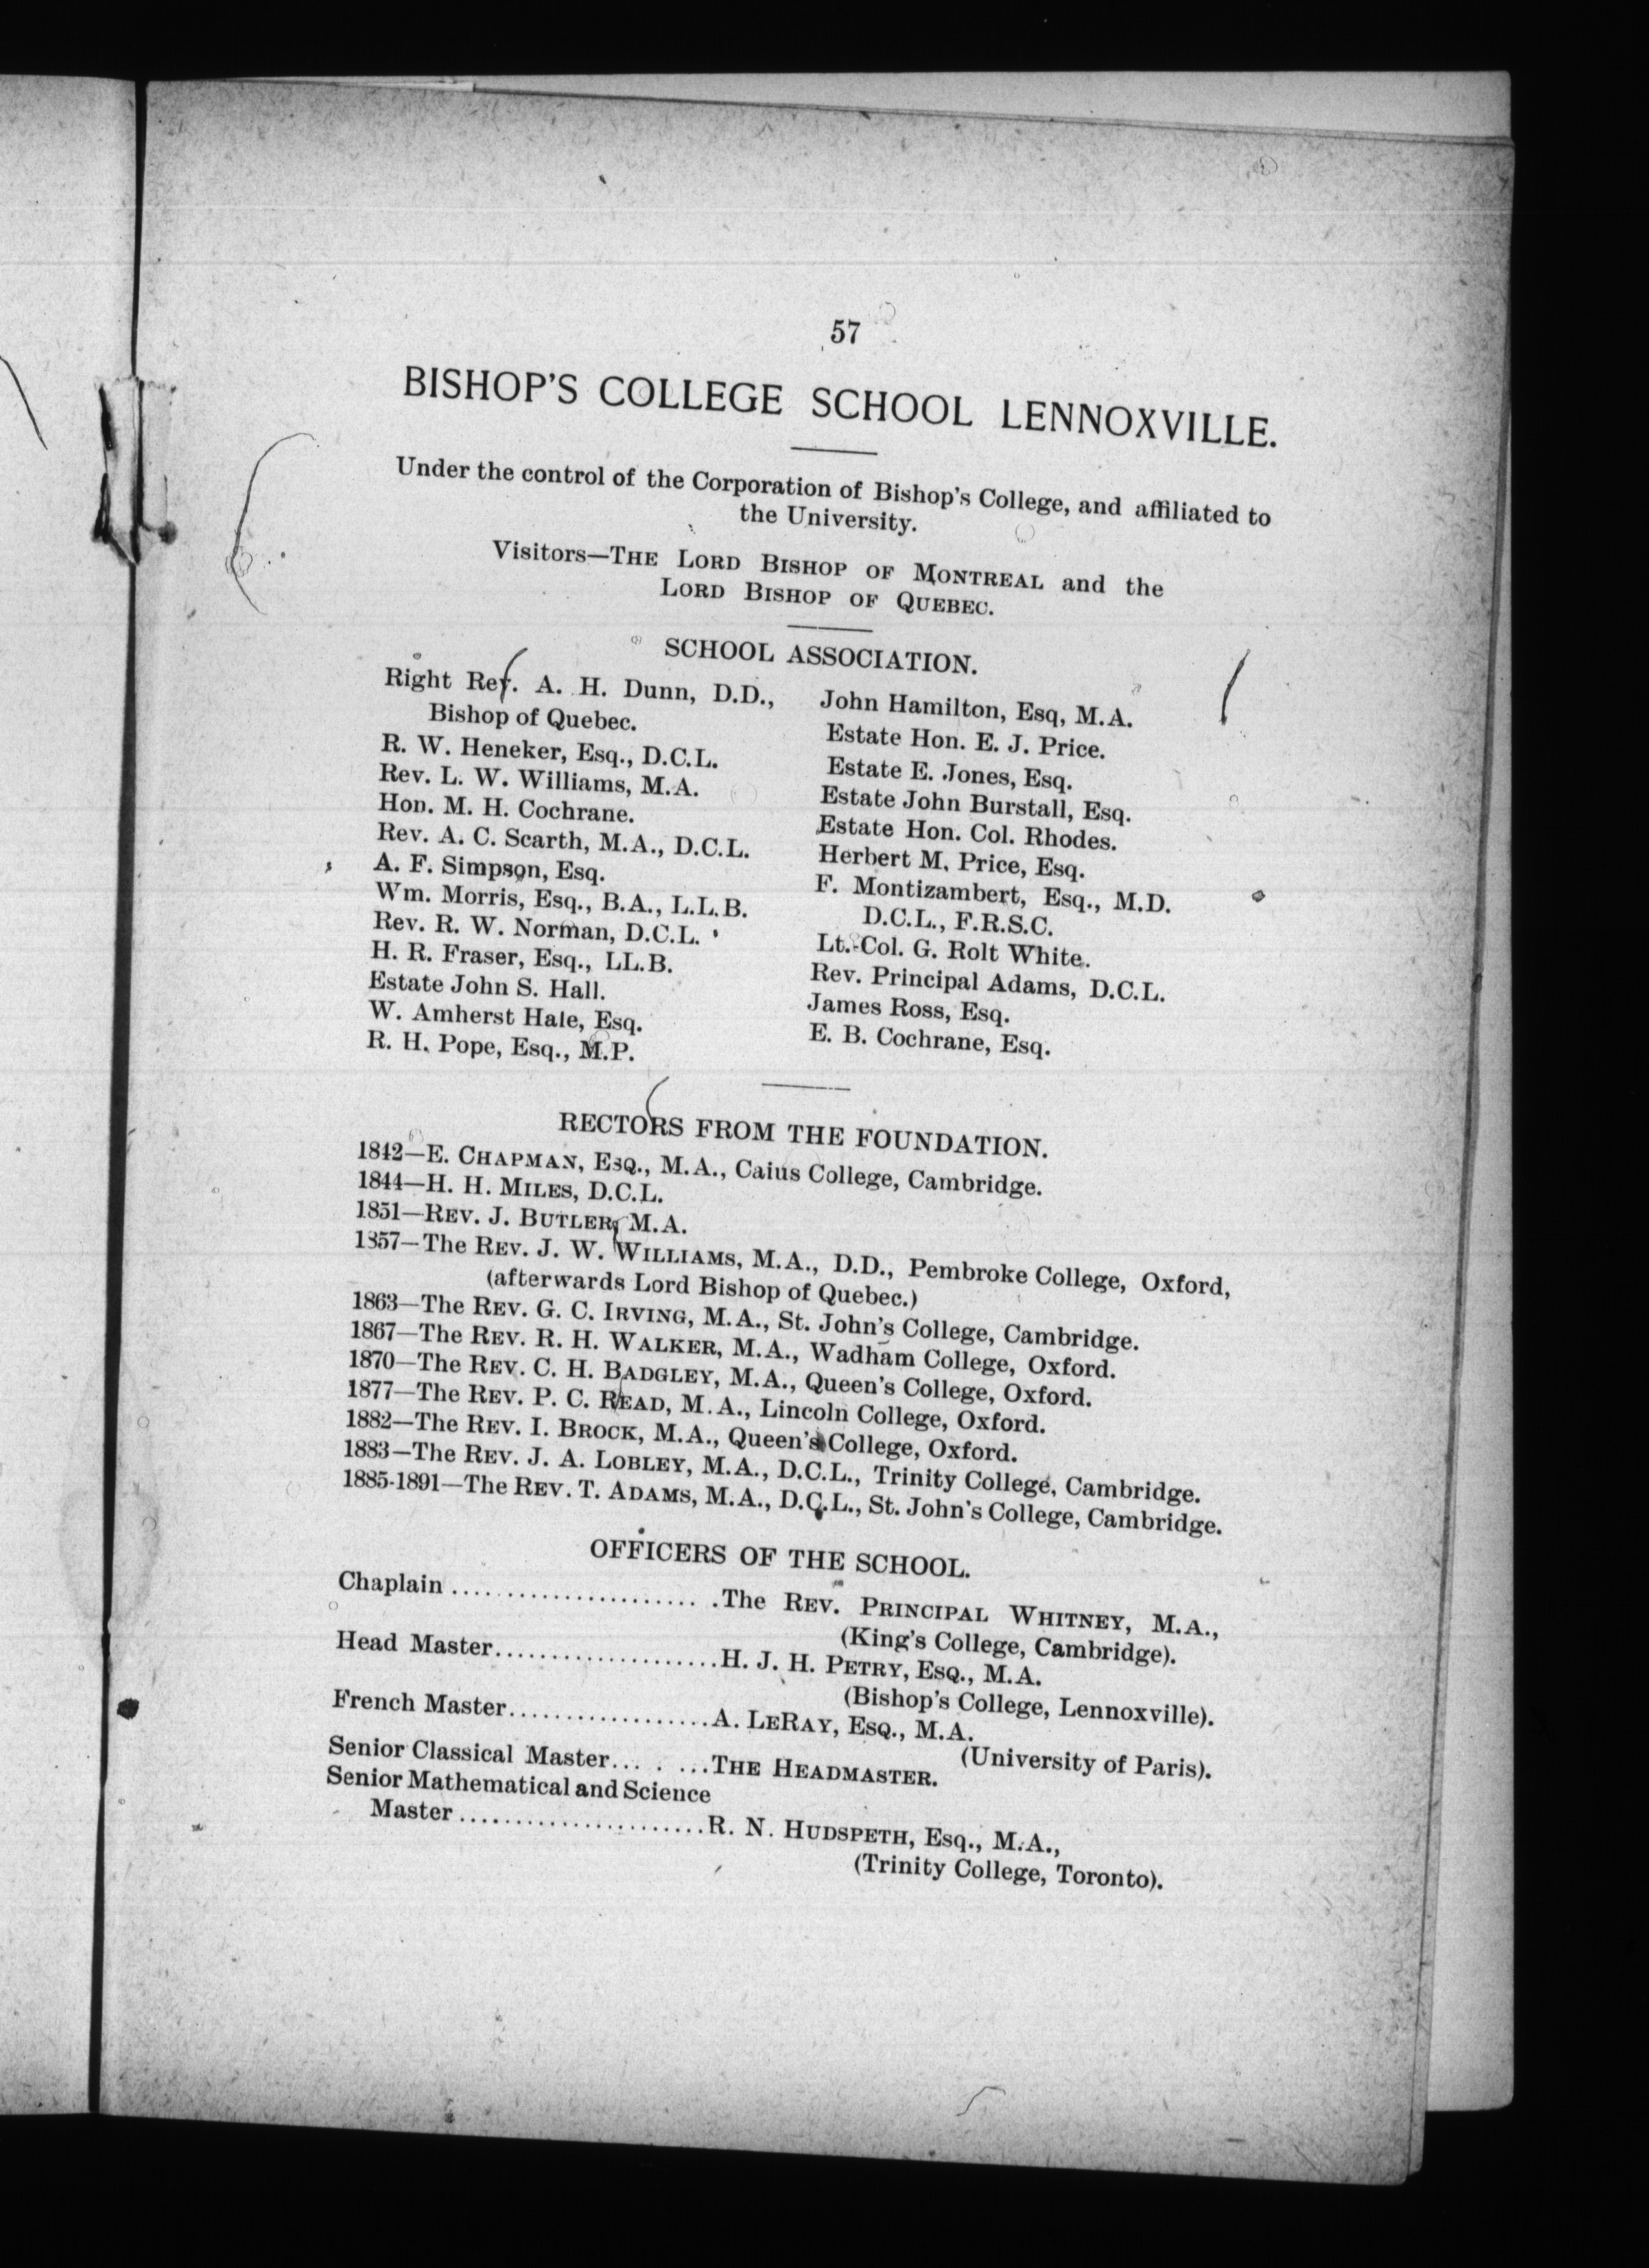 57
BISHOP'S COLLEGE SCHOOL LENNOXVILLE.
Under the control of the Corporation of Bishop's College, and affiliated to
the University.
Visitors—THE LORD BISHOP OF MONTREAL and the
LORD BISHOP OF QUEBEC.
SCHOOL ASSOCIATION.
Right Rev. A. H. Dunn, D.D.,
Bishop of Quebec.
R. W. Heneker, Esq., D.C.L.
Rev. L. W. Williams, M.A.
Hon. M. H. Cochrane.
Rev. A. C. Scarth, M.A., D.C.L.
A. F. Simpson, Esq.
Wm. Morris, Esq., B.A., L.L.B.
Rev. R. W. Norman, D.C.L.
H. R. Fraser, Esq., LL.B.
Estate John S. Hall.
W. Amherst Hale, Esq.
R. H. Pope, Esq., M.P.
John Hamilton, Esq, M.A.
Estate Hon. E. J. Price.
Estate E. Jones, Esq.
Estate John Burstall, Esq.
Estate Hon. Col. Rhodes.
Herbert M. Price, Esq.
F. Montizambert, Esq., M.D.
D.C.L., F.R.S.C.
Lt.-Col. G. Rolt White.
Rev. Principal Adams, D.C.L.
James Ross, Esq.
E. B. Cochrane, Esq.
RECTORS FROM THE FOUNDATION.
1842—E. CHAPMAN, ESQ., M.A., Caius College, Cambridge.
1844—H. H. MILES, D.C.L.
1851—REV. J. BUTLER, M.A.
1857—The REV. J. W. WILLIAMS, M.A., D.D., Pembroke College, Oxford,
(afterwards Lord Bishop of Quebec.)
1863—The REV. G. C. IRVING, M.A., St. John's College, Cambridge.
1867—The REV. R. H. WALKER, M.A., Wadham College, Oxford.
1870—The REV. C. H. BADGLEY, M.A., Queen's College, Oxford.
1877—The REV. P. C. READ, M.A., Lincoln College, Oxford.
1882—The REV. I. BROCK, M.A., Queen's College, Oxford.
1883—The REV. J. A. LOBLEY, M.A., D.C.L., Trinity College, Cambridge.
1885-1891—The REV. T. ADAMS, M.A., D.C.L., St. John's College, Cambridge.
OFFICERS OF THE SCHOOL.
Chaplain ........................The REV. PRINCIPAL WHITNEY, M.A.,
(King's College, Cambridge).
Head Master....................H. J. H. PETRY, ESQ., M.A.
(Bishop's College, Lennoxville).
French Master..................A. LERAY, ESQ., M.A.
(University of Paris).
Senior Classical Master... . ...THE HEADMASTER.
Senior Mathematical and Science
Master ......................R. N. HUDSPETH, Esq., M.A.,
(Trinity College, Toronto).